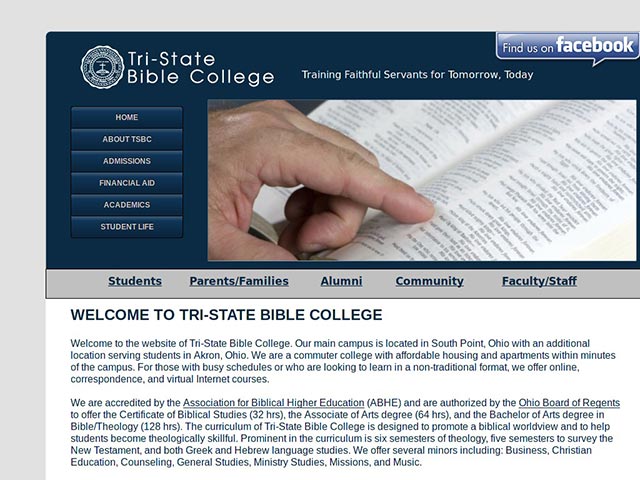 Find us on facebook
Tri-State
Bible College
Training Faithful Servants for Tomorrow, Today
HOME
ABOUT TSBC
ADMISSIONS
FINANCIAL AID
ACADEMICS
STUDENT LIFE
Students Parents/Families Alumni Community Faculty/Staff
WELCOME TO TRI-STATE BIBLE COLLEGE
Welcome to the website of Tri-State Bible College. Our main campus is located in South Point, Ohio with an additional
location serving students in Akron, Ohio. We are a commuter college with affordable housing and apartments within minutes
of the campus. For those with busy schedules or who are looking to learn in a non-traditional format, we offer online,
correspondence, and virtual Internet courses.
We are accredited by the Association for Biblical Higher Education (ABHE) and are authorized by the Ohio Board of Regents
to offer the Certificate of Biblical Studies (32 hrs), the Associate of Arts degree (64 hrs), and the Bachelor of Arts degree in
Bible/Theology (128 hrs). The curriculum of Tri-State Bible College is designed to promote a biblical worldview and to help
students become theologically skillful. Prominent in the curriculum is six semesters of theology, five semesters to survey the
New Testament, and both Greek and Hebrew language studies. We offer several minors including: Business, Christian
Education, Counseling, General Studies, Ministry Studies, Missions, and Music.